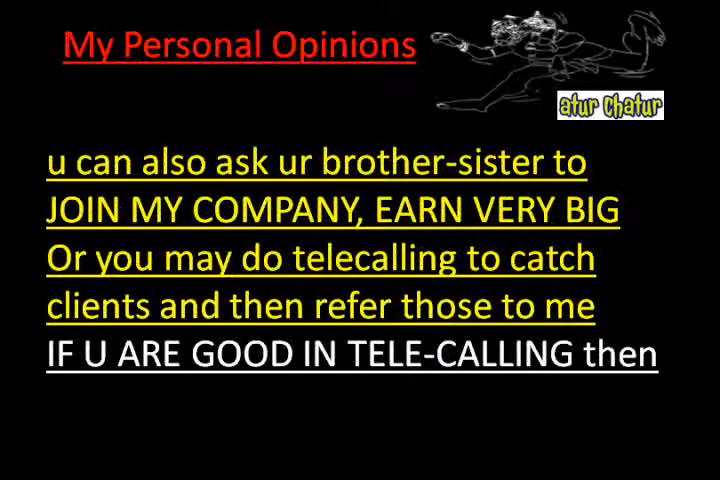 My Personal Opinions
atur chatur
u can also ask ur brother-sister to
JOIN MY COMPANY, EARN VERY BIG
Or you may do telecalling to catch
clients and then refer those to me
IF U ARE GOOD IN TELE-CALLING then